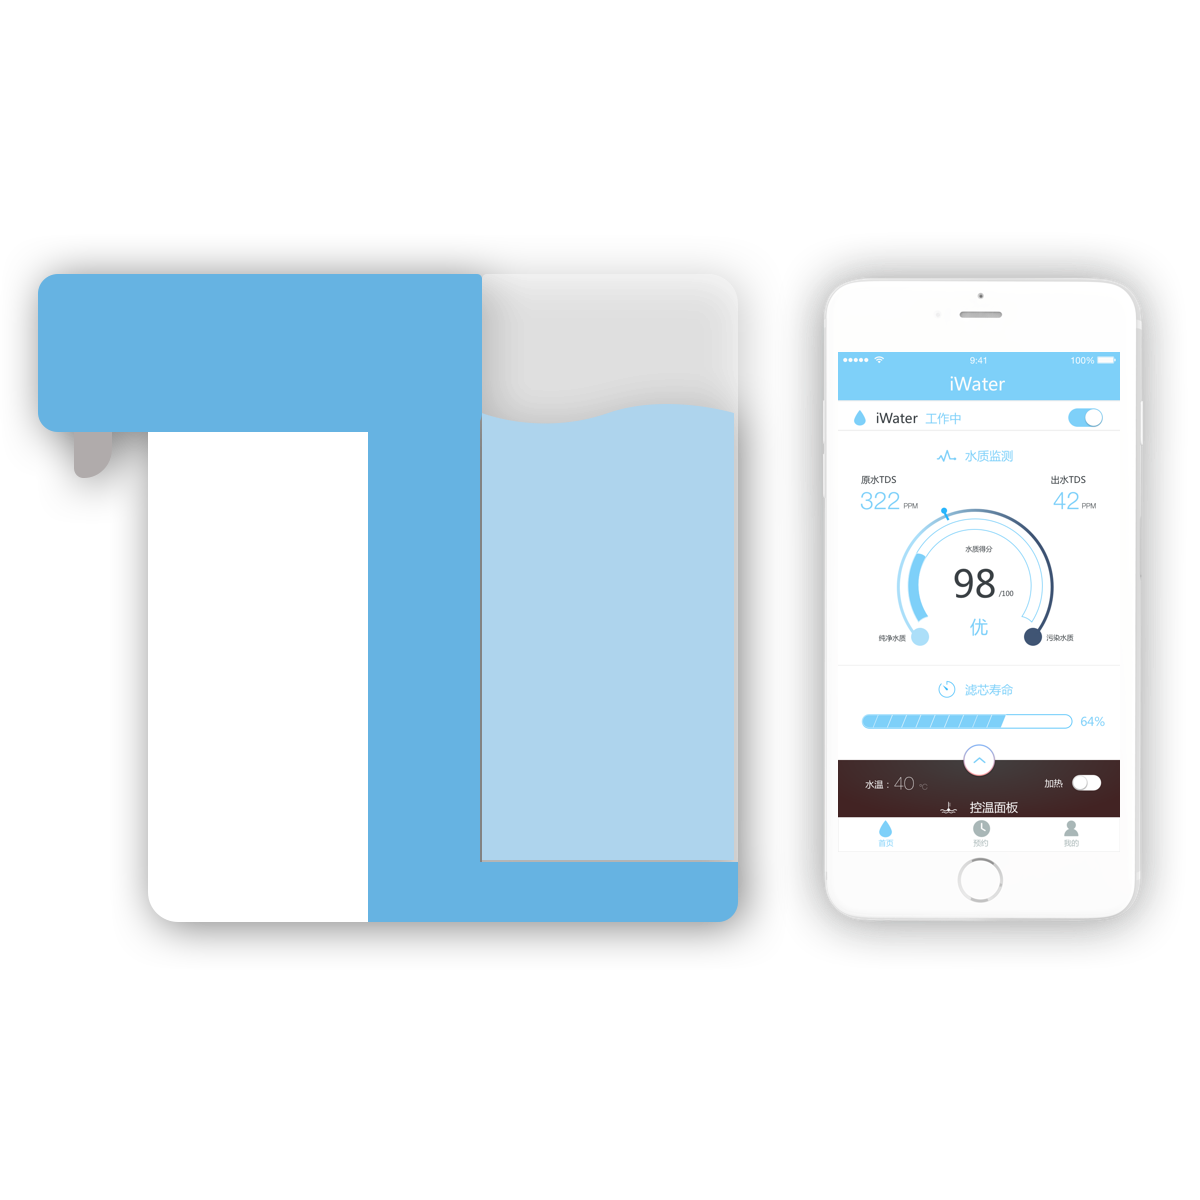 9:41
100%
iWater
iWater 工作中
水质监测
原水TDS
出水TDS
322 PPM
42 PPM
水质得分
98 /100
优
纯净水质
污染水质
滤芯寿命
64%
水温：40 °C
加热
控温面板
首页
预约
我的